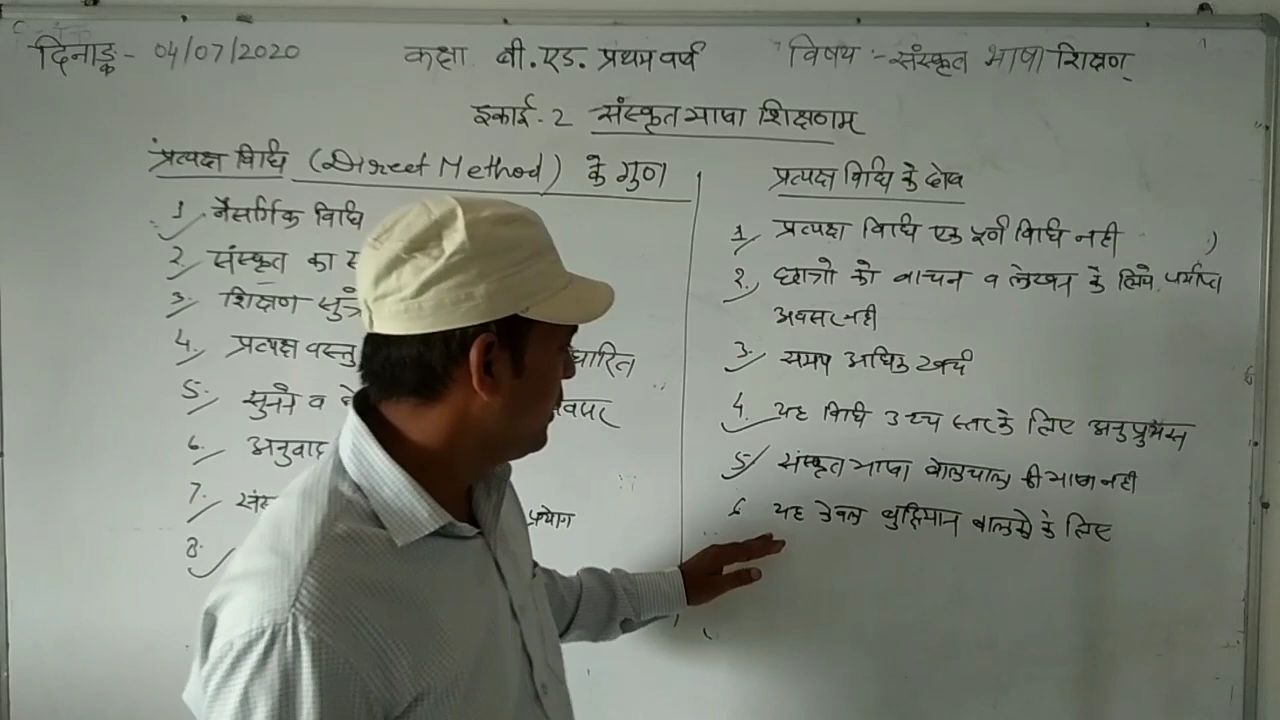 दिनाङ्क - 04/07/2020 कक्षा बी.एड. प्रथम वर्ष विषय :- संस्कृत भाषा शिक्षण
इकाई - 2 संस्कृत भाषा शिक्षणम्
प्रत्यक्ष विधि (Direct Method) के गुण
1. नैसर्गिक विधि
2. संस्कृत का
3. शिक्षण
4. प्रत्यक्ष वस्तु
5. व
6. अनुवाद
7. प्रयोग
8.
प्रत्यक्ष विधि के दोष
1. प्रत्यक्ष विधि एक पूर्ण विधि नही
2. छात्रो को वाचन व लेखन के लिये पर्याप्त
अवसर नही
3. समय अधिक खर्च
4. यह विधि उच्च स्तर के लिए अनुपयुक्त
5. संस्कृत भाषा बोलचाल की भाषा नही
6. यह केवल बुद्धिमान बालको के लिए